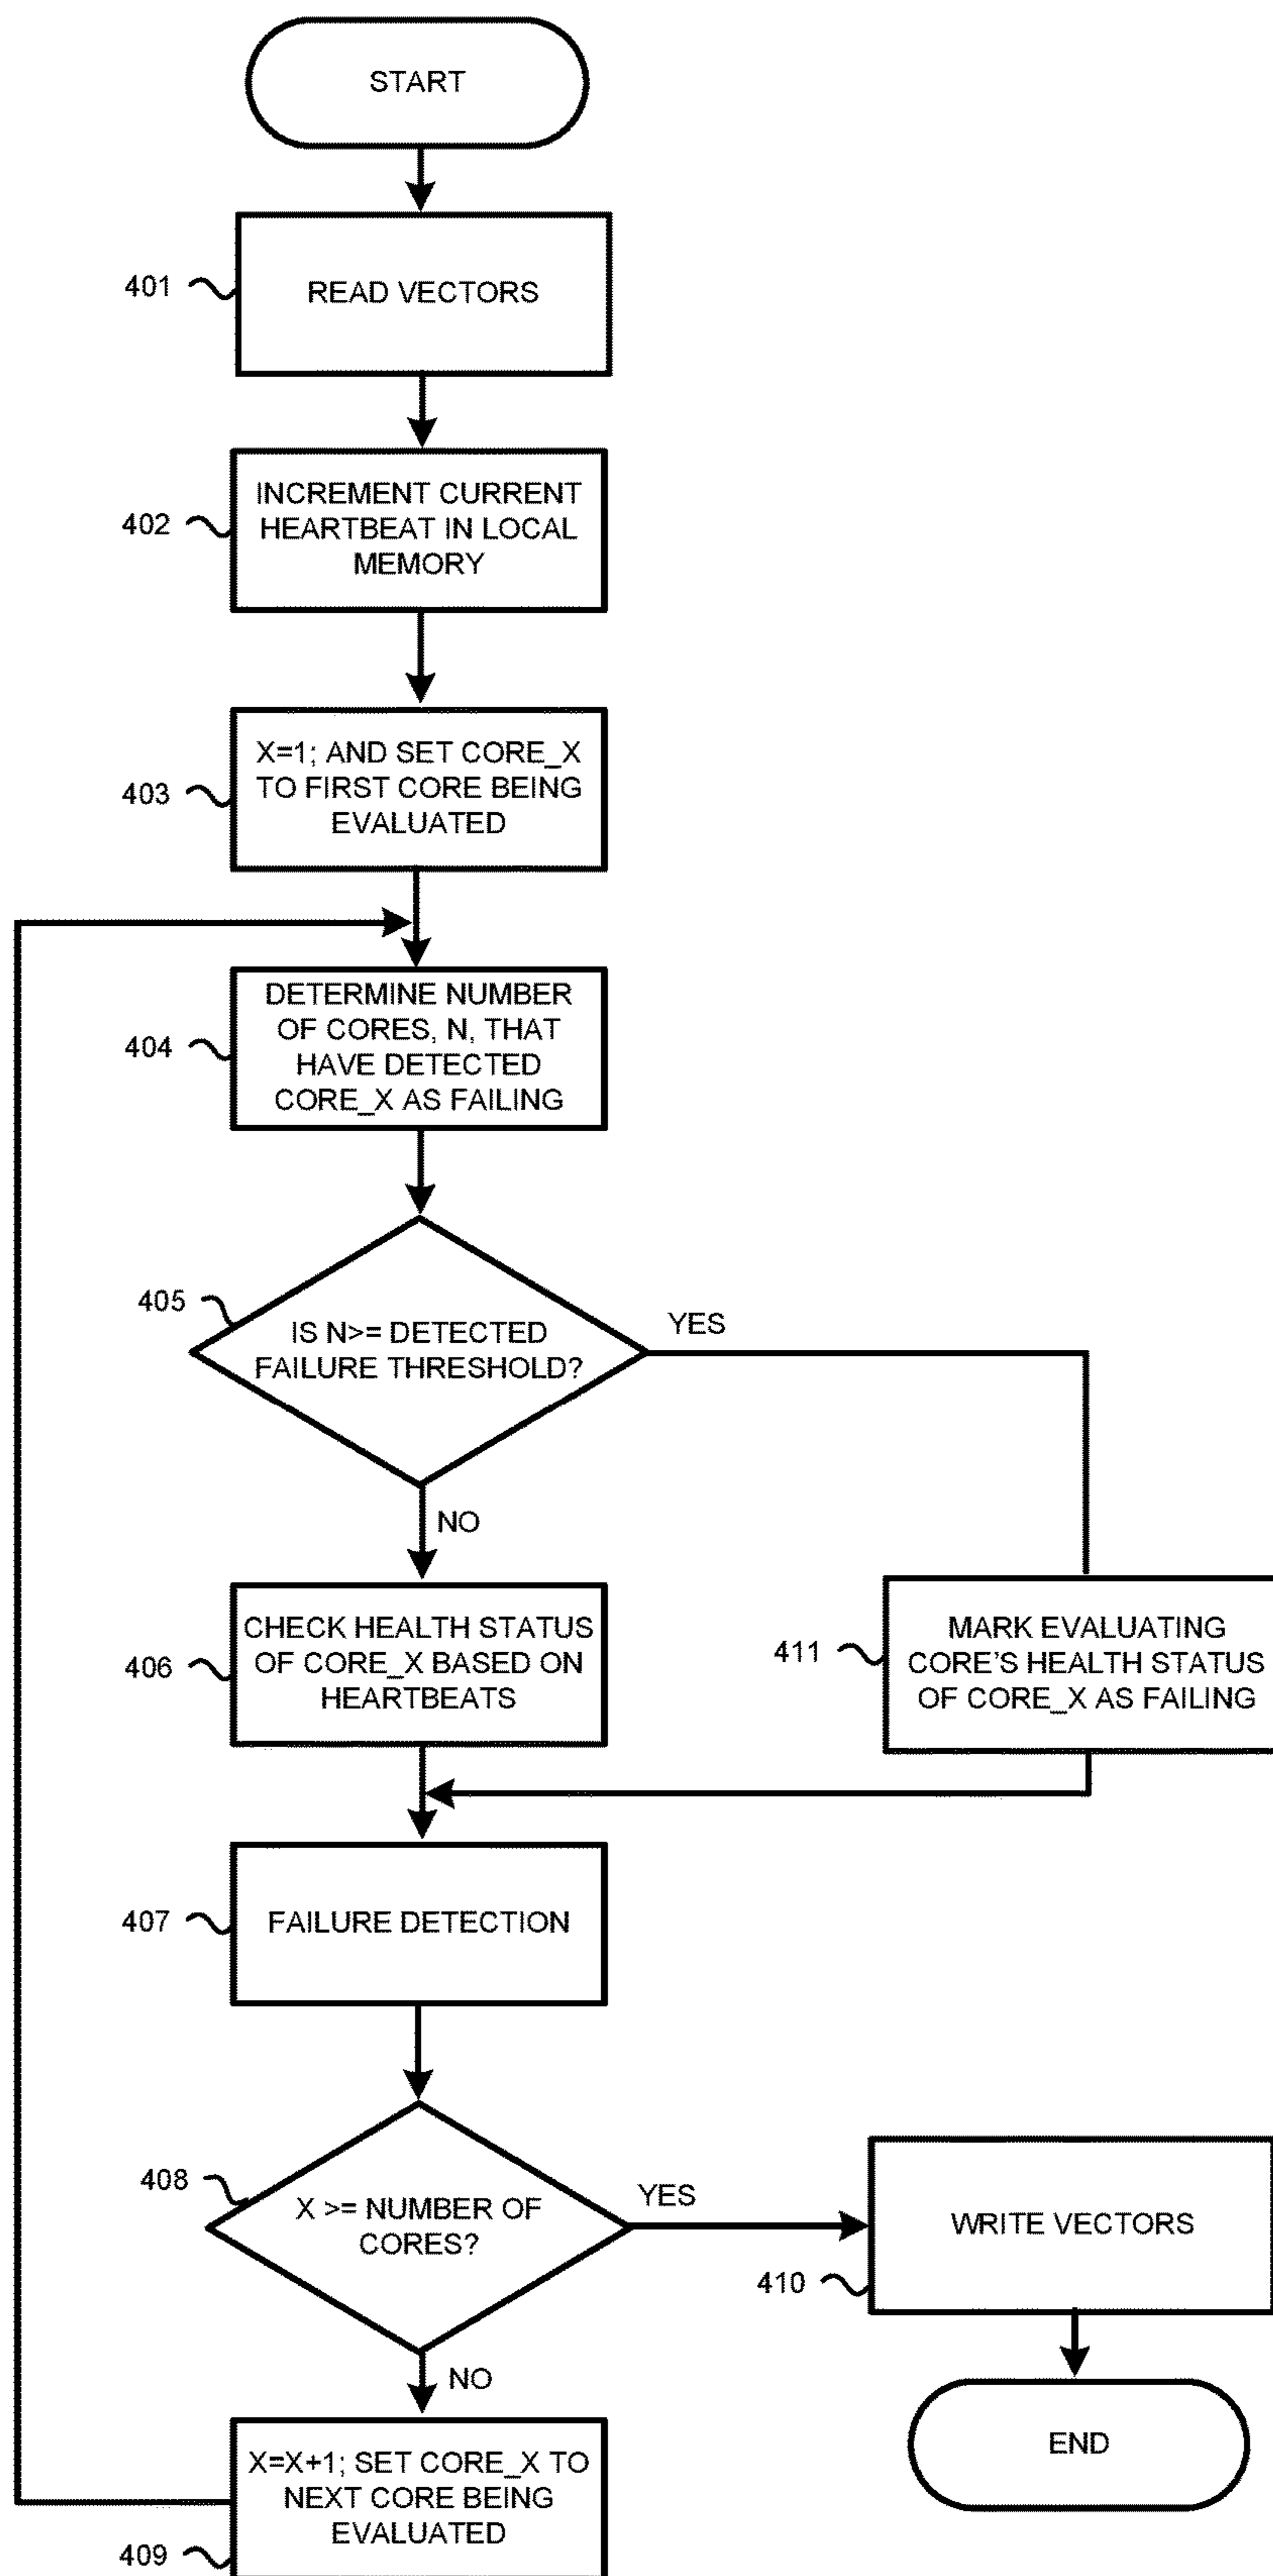 START
401
READ VECTORS
402
INCREMENT CURRENT
HEARTBEAT IN LOCAL
MEMORY
403
X=1; AND SET CORE_X
TO FIRST CORE BEING
EVALUATED
404
DETERMINE NUMBER
OF CORES, N, THAT
HAVE DETECTED
CORE_X AS FAILING
405
IS N>= DETECTED
FAILURE THRESHOLD?
YES
NO
406
CHECK HEALTH STATUS
OF CORE_X BASED ON
HEARTBEATS
411
MARK EVALUATING
CORE'S HEALTH STATUS
OF CORE_X AS FAILING
407
FAILURE DETECTION
408
X >= NUMBER OF
CORES?
YES
WRITE VECTORS
410
NO
409
X=X+1; SET CORE_X TO
NEXT CORE BEING
EVALUATED
END